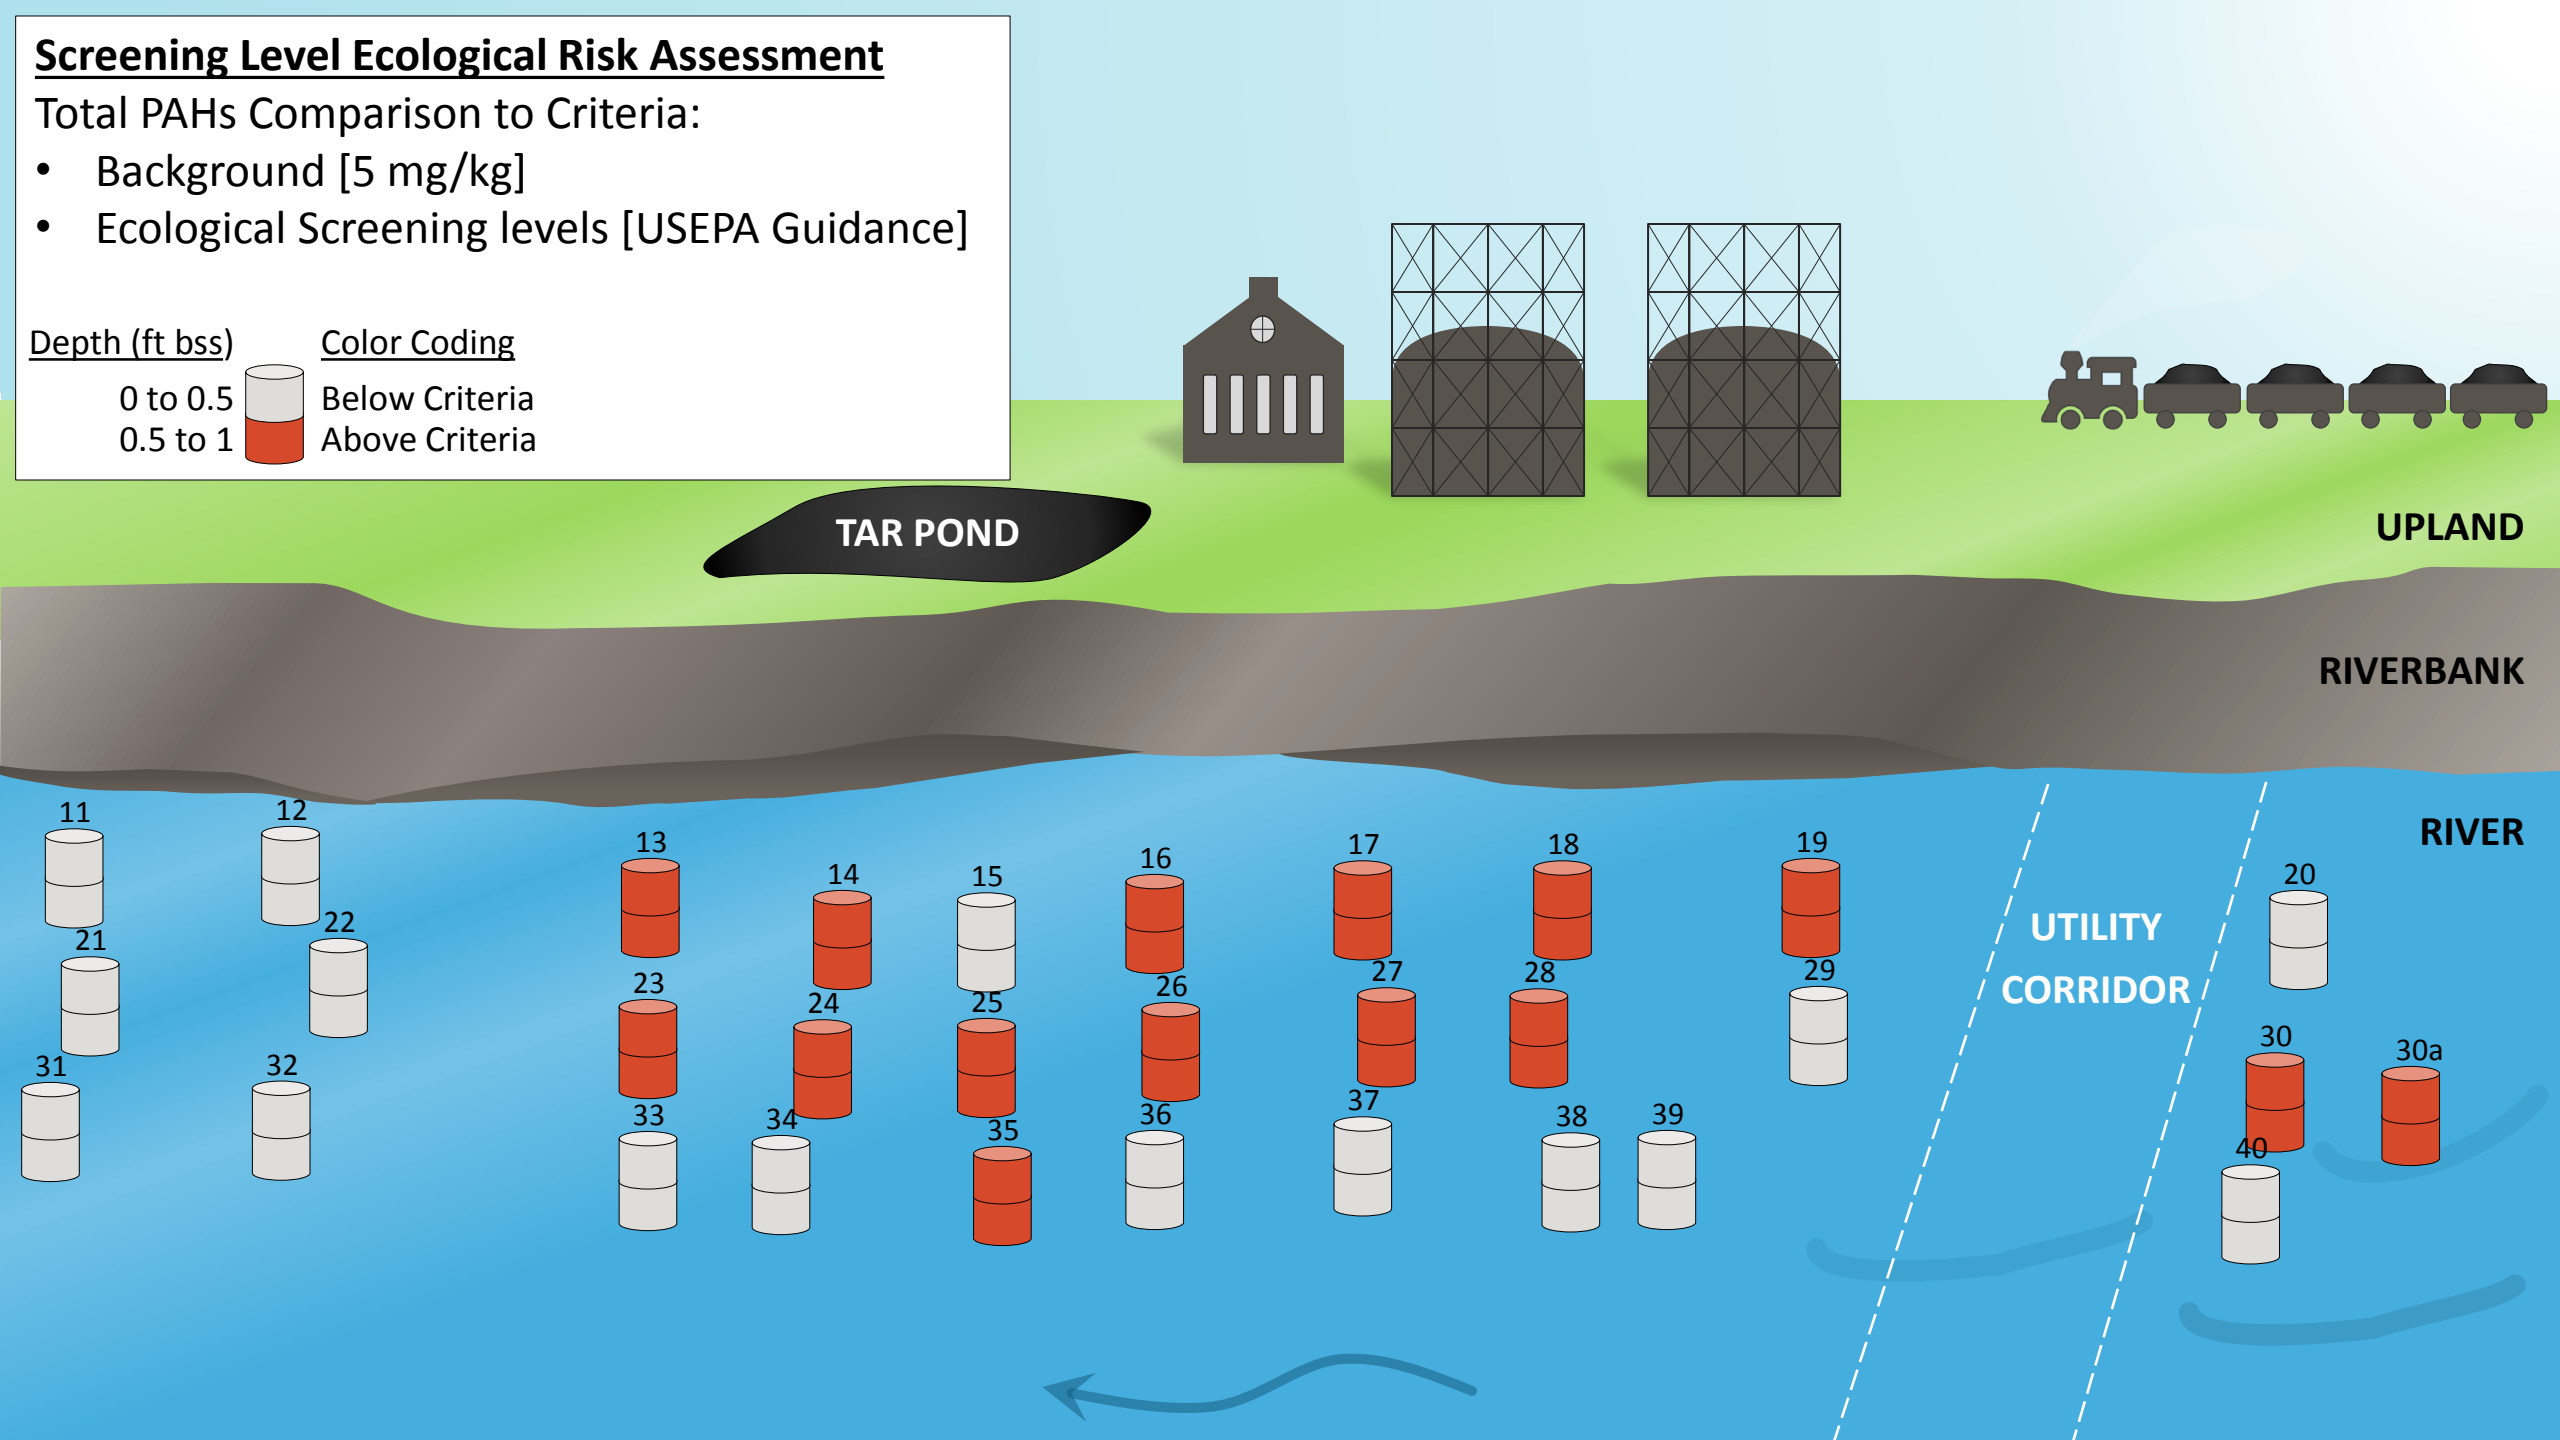 Screening Level Ecological Risk Assessment
Total PAHs Comparison to Criteria:
• Background [5 mg/kg]
• Ecological Screening levels [USEPA Guidance]
Depth (ft bss) Color Coding
0 to 0.5 Below Criteria
0.5 to 1 Above Criteria
TAR POND
UPLAND
RIVERBANK
RIVER
11
12
13
14
15
16
17
18
19
20
21
22
23
24
25
26
27
28
29
30
30a
31
32
33
34
35
36
37
38
39
40
UTILITY
CORRIDOR